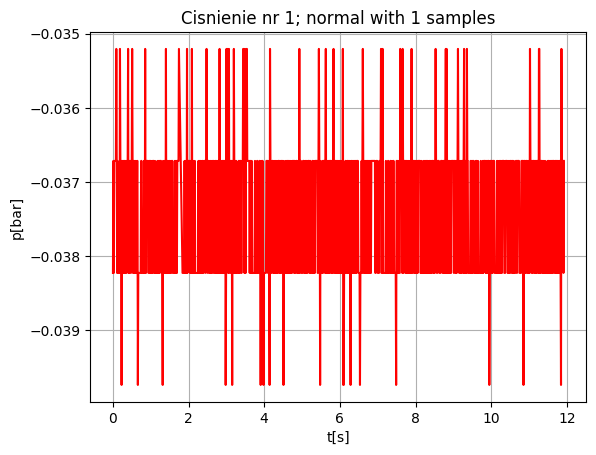 Cisnienie nr 1; normal with 1 samples
−0.035
−0.036
−0.037
−0.038
−0.039
p[bar]
0 2 4 6 8 10 12
t[s]